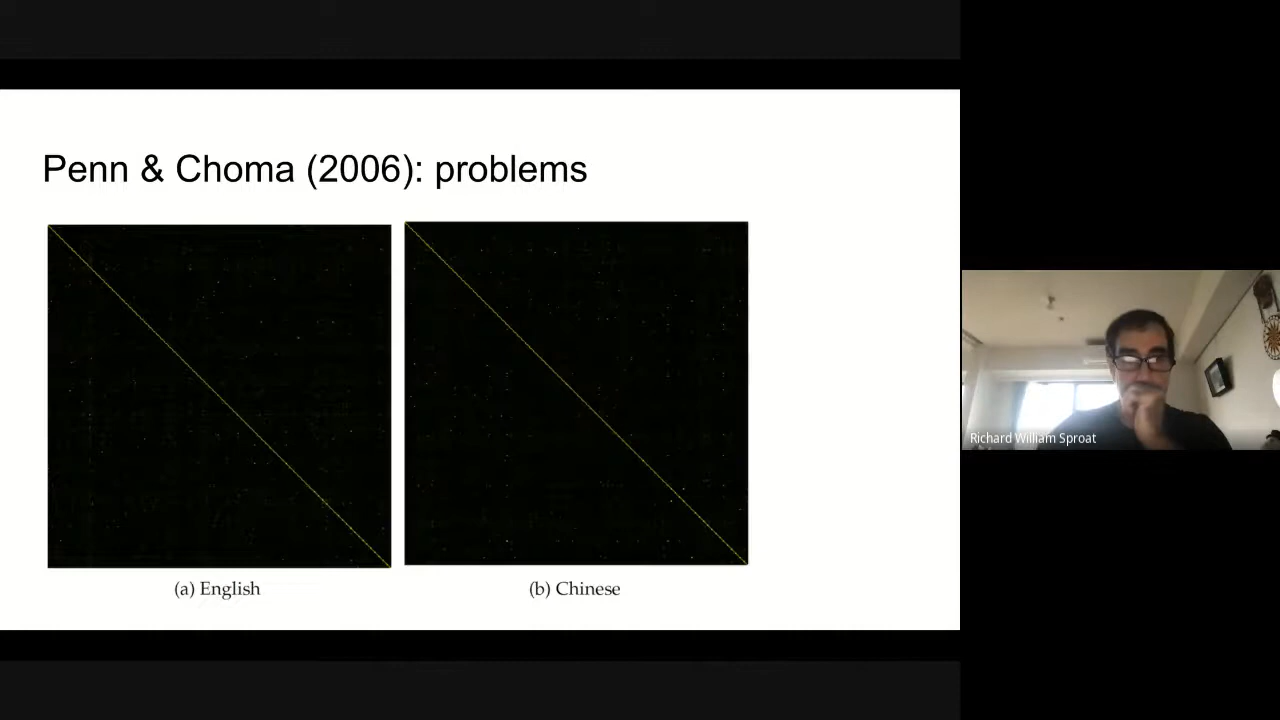 Penn & Choma (2006): problems
(a) English
(b) Chinese
Richard William Sproat